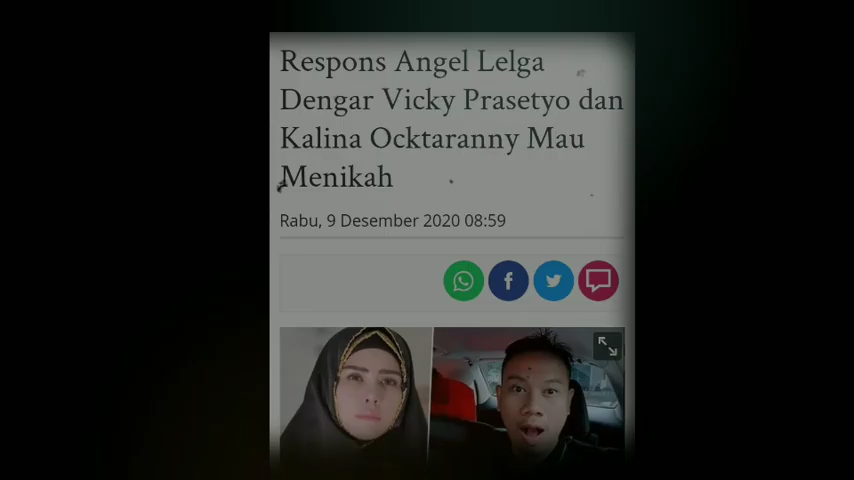 Respons Angel Lelga
Dengar Vicky Prasetyo dan
Kalina Ocktaranny Mau
Menikah
Rabu, 9 Desember 2020 08:59